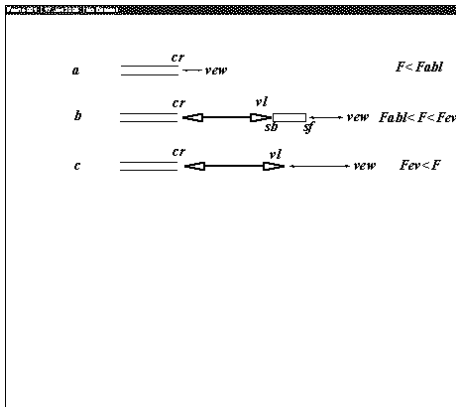 cr
a vew F<Fabl
cr vl
b vew Fabl<F<Fev
sb sf
cr vl
c vew Fev<F